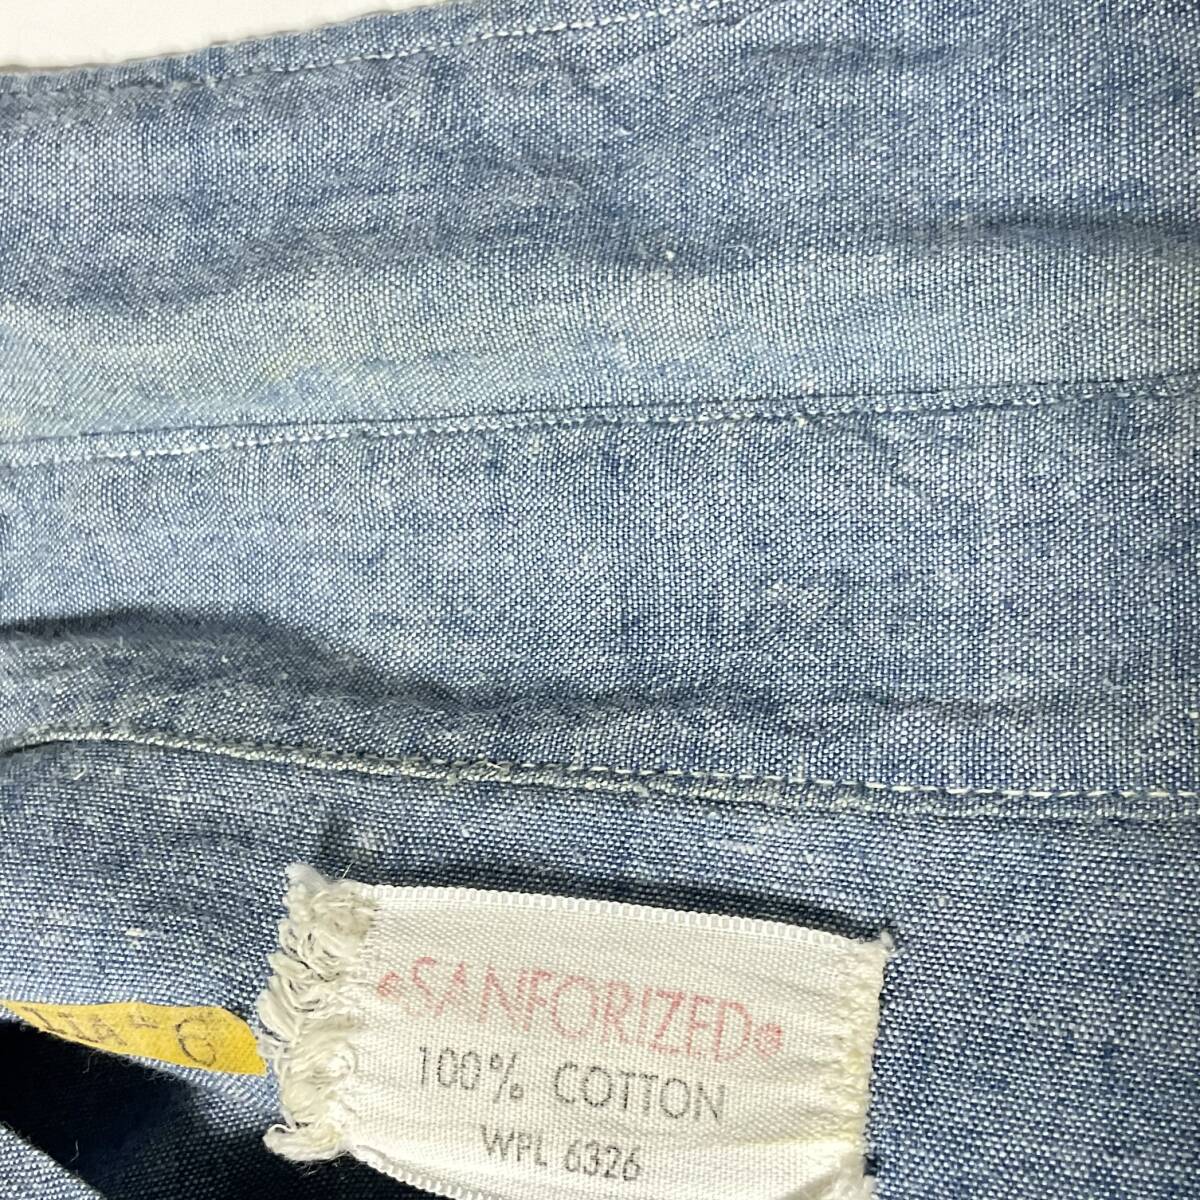 SANFORIZED
100% COTTON
WPL 6326